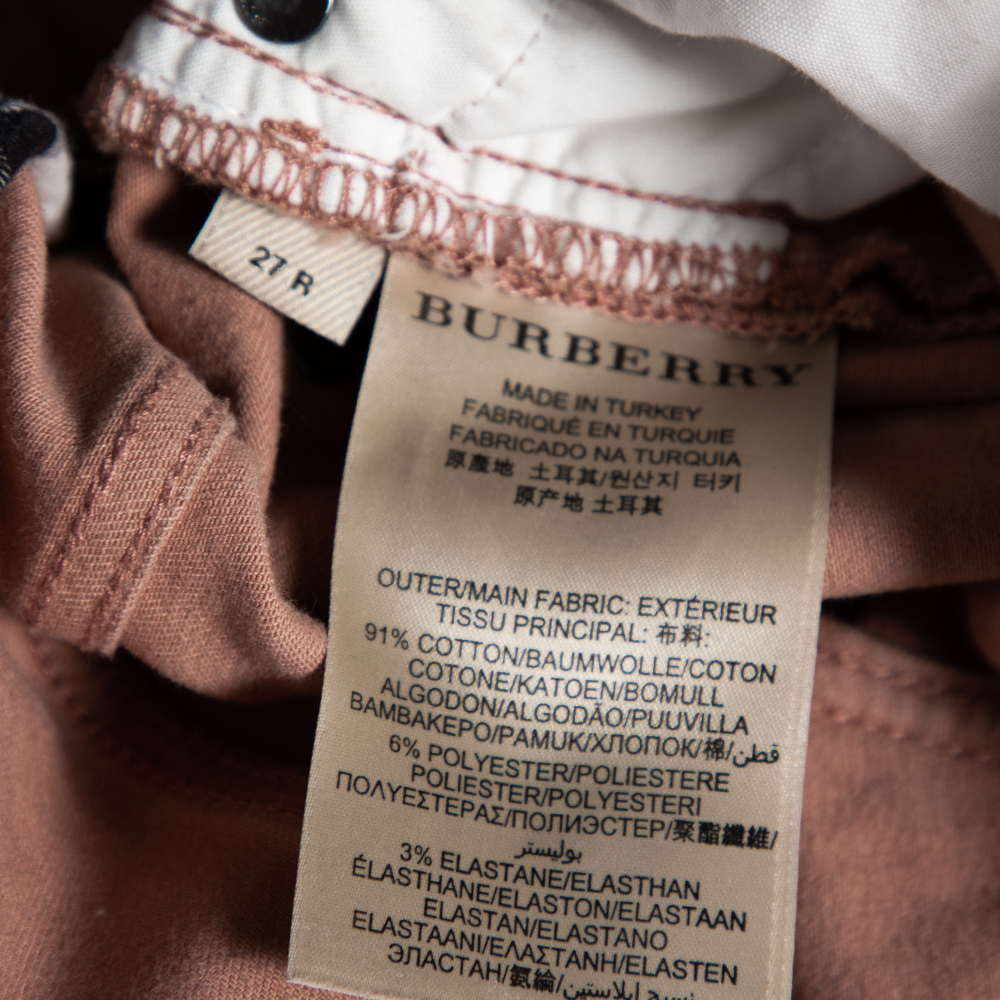 27 R
BURBERRY
MADE IN TURKEY
FABRIQUÉ EN TURQUIE
FABRICADO NA TURQUIA
原產地 土耳其/원산지 터키
原产地 土耳其
OUTER/MAIN FABRIC: EXTÉRIEUR
TISSU PRINCIPAL: 布料:
91% COTTON/BAUMWOLLE/COTON
COTONE/KATOEN/BOMULL
ALGODON/ALGODÃO/PUUVILLA
ΒΑΜΒΑΚΕΡΟ/PAMUK/ХЛОПОК/棉/قطن
6% POLYESTER/POLIESTERE
POLIESTER/POLYESTERI
ΠΟΛΥΕΣΤΕΡΑΣ/ПОЛИЭСТЕР/聚酯纖維/
بوليستر
3% ELASTANE/ELASTHAN
ÉLASTHANE/ELASTON/ELASTAAN
ELASTAN/ELASTANO
ELASTAANI/ΕΛΑΣΤΑΝΗ/ELASTEN
ЭЛАСТАН/氨綸/نسيج إيلاستين